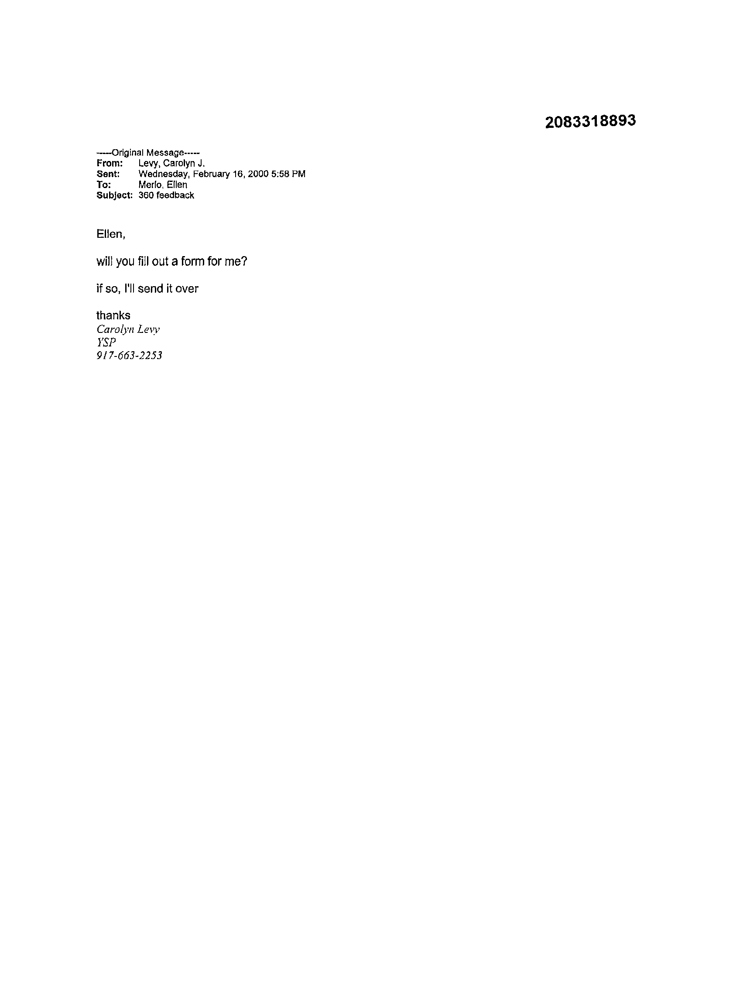 2083318893
-----Original Message-----
From: Levy, Carolyn J.
Sent: Wednesday, February 16, 2000 5:58 PM
To: Merlo, Ellen
Subject: 360 feedback
Ellen,
will you fill out a form for me?
if so, I'll send it over
thanks
Carolyn Levy
YSP
917-663-2253